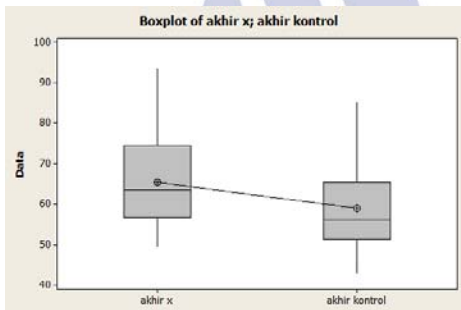 Boxplot of akhir x; akhir kontrol
100
90
80
70
60
50
40
Data
akhir x
akhir kontrol